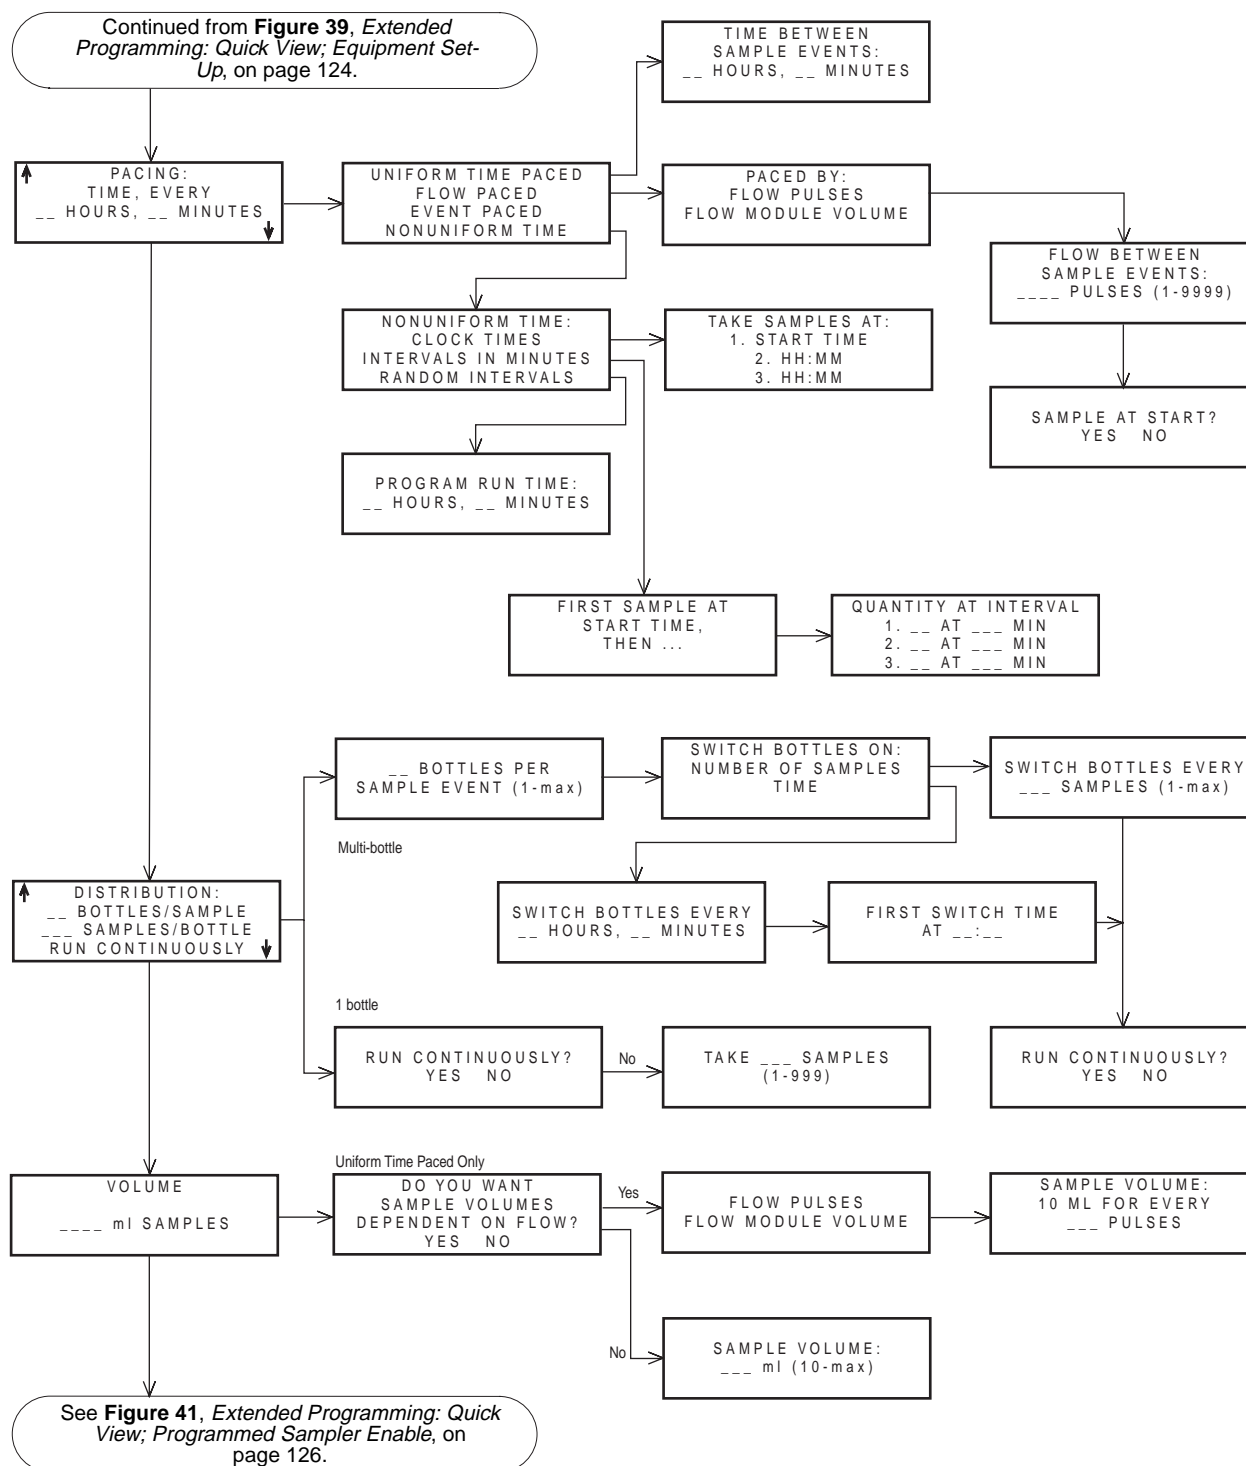 Continued from Figure 39, Extended
Programming: Quick View; Equipment Set-
Up, on page 124.
TIME BETWEEN
SAMPLE EVENTS:
__ HOURS, __ MINUTES
PACING:
TIME, EVERY
__ HOURS, __ MINUTES
UNIFORM TIME PACED
FLOW PACED
EVENT PACED
NONUNIFORM TIME
PACED BY:
FLOW PULSES
FLOW MODULE VOLUME
FLOW BETWEEN
SAMPLE EVENTS:
____ PULSES (1-9999)
NONUNIFORM TIME:
CLOCK TIMES
INTERVALS IN MINUTES
RANDOM INTERVALS
TAKE SAMPLES AT:
1. START TIME
2. HH:MM
3. HH:MM
SAMPLE AT START?
YES NO
PROGRAM RUN TIME:
__ HOURS, __ MINUTES
FIRST SAMPLE AT
START TIME,
THEN ...
QUANTITY AT INTERVAL
1. __ AT ___ MIN
2. __ AT ___ MIN
3. __ AT ___ MIN
__ BOTTLES PER
SAMPLE EVENT (1-max)
SWITCH BOTTLES ON:
NUMBER OF SAMPLES
TIME
SWITCH BOTTLES EVERY
___ SAMPLES (1-max)
Multi-bottle
DISTRIBUTION:
__ BOTTLES/SAMPLE
___ SAMPLES/BOTTLE
RUN CONTINUOUSLY
SWITCH BOTTLES EVERY
__ HOURS, __ MINUTES
FIRST SWITCH TIME
AT __:__
1 bottle
RUN CONTINUOUSLY?
YES NO
No
TAKE ___ SAMPLES
(1-999)
RUN CONTINUOUSLY?
YES NO
Uniform Time Paced Only
VOLUME
____ ml SAMPLES
DO YOU WANT
SAMPLE VOLUMES
DEPENDENT ON FLOW?
YES NO
Yes
FLOW PULSES
FLOW MODULE VOLUME
SAMPLE VOLUME:
10 ML FOR EVERY
___ PULSES
No
SAMPLE VOLUME:
___ ml (10-max)
See Figure 41, Extended Programming: Quick
View; Programmed Sampler Enable, on
page 126.